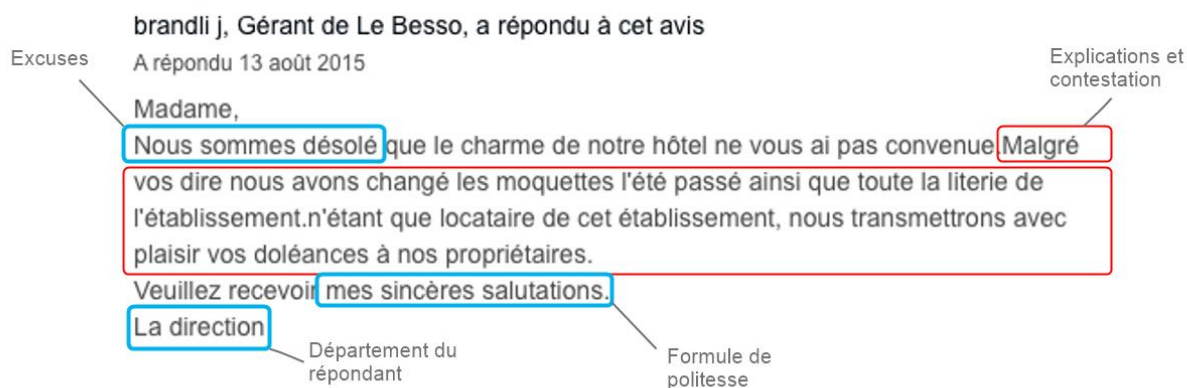 brandli j, Gérant de Le Besso, a répondu à cet avis
Excuses
A répondu 13 août 2015
Explications et
contestation
Madame,
Nous sommes désolé que le charme de notre hôtel ne vous ai pas convenue.Malgré
vos dire nous avons changé les moquettes l'été passé ainsi que toute la literie de
l'établissement.n'étant que locataire de cet établissement, nous transmettrons avec
plaisir vos doléances à nos propriétaires.
Veuillez recevoir mes sincères salutations.
La direction
Département du
répondant
Formule de
politesse